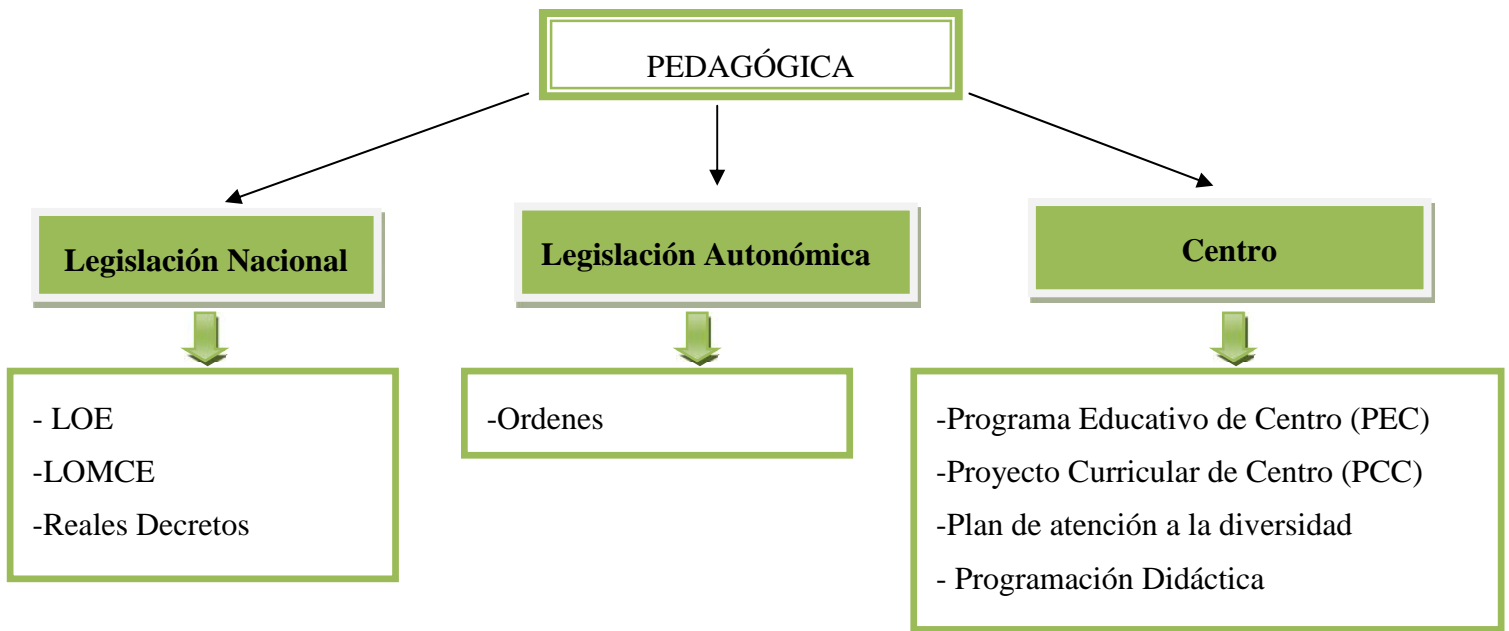 PEDAGÓGICA
Legislación Nacional
- LOE
-LOMCE
-Reales Decretos
Legislación Autonómica
-Ordenes
Centro
-Programa Educativo de Centro (PEC)
-Proyecto Curricular de Centro (PCC)
-Plan de atención a la diversidad
- Programación Didáctica